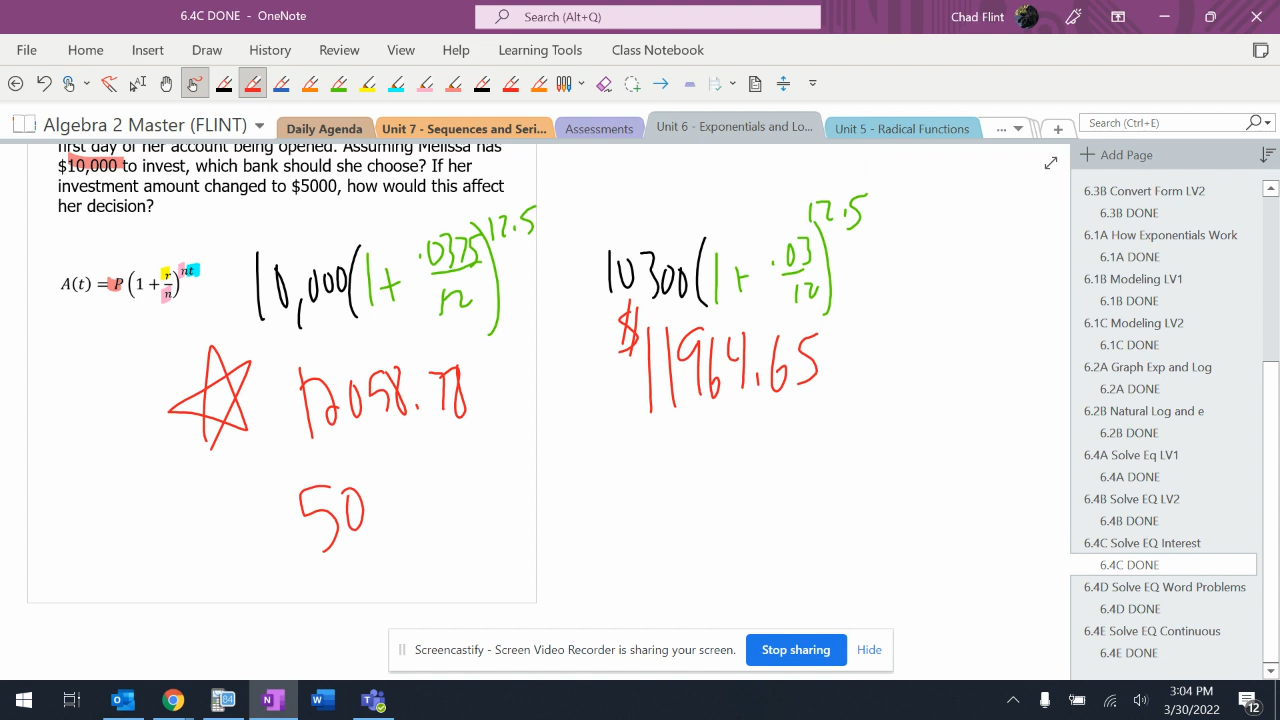 6.4C DONE - OneNote
Search (Alt+Q)
Chad Flint
File Home Insert Draw History Review View Help Learning Tools Class Notebook
Algebra 2 Master (FLINT)
Daily Agenda
Unit 7 - Sequences and Seri...
Assessments
Unit 6 - Exponentials and Lo...
Unit 5 - Radical Functions
...
Search (Ctrl+E)
first day of her account being opened. Assuming Melissa has
$10,000 to invest, which bank should she choose? If her
investment amount changed to $5000, how would this affect
her decision?
A(t) = P(1 + r/n)^nt
10,000(1 + .0375/12)^12.5
12058.78
50
10300(1 + .03/12)^12.5
$11964.65
Add Page
6.3B Convert Form LV2
6.3B DONE
6.1A How Exponentials Work
6.1A DONE
6.1B Modeling LV1
6.1B DONE
6.1C Modeling LV2
6.1C DONE
6.2A Graph Exp and Log
6.2A DONE
6.2B Natural Log and e
6.2B DONE
6.4A Solve Eq LV1
6.4A DONE
6.4B Solve EQ LV2
6.4B DONE
6.4C Solve EQ Interest
6.4C DONE
6.4D Solve EQ Word Problems
6.4D DONE
6.4E Solve EQ Continuous
6.4E DONE
Screencastify - Screen Video Recorder is sharing your screen.
Stop sharing
Hide
84
3:04 PM
3/30/2022
12